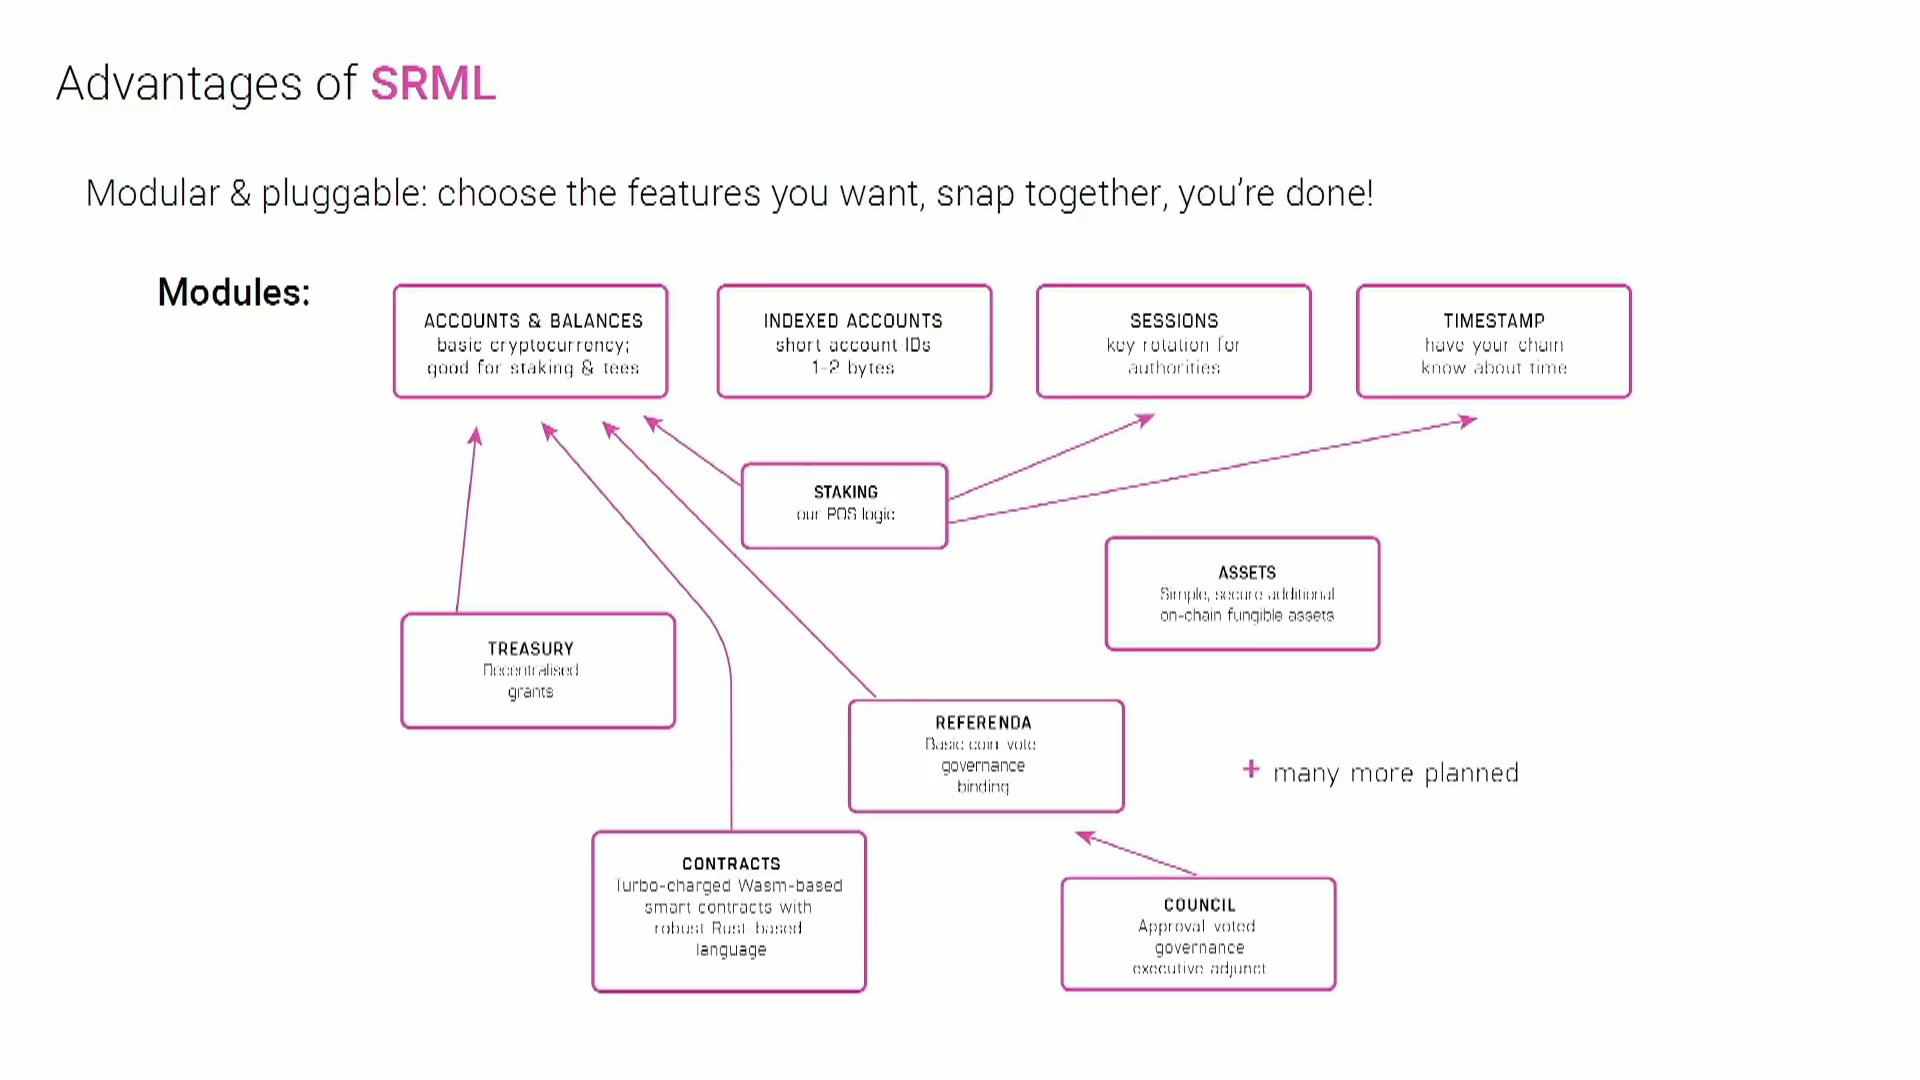 Advantages of SRML
Modular & pluggable: choose the features you want, snap together, you're done!
Modules:
ACCOUNTS & BALANCES
basic cryptocurrency;
good for staking & tees
INDEXED ACCOUNTS
short account IDs
1-2 bytes
SESSIONS
key rotation for
authorities
TIMESTAMP
have your chain
know about time
STAKING
our POS logic
ASSETS
Simple, secure additional
on-chain fungible assets
TREASURY
Decentralised
grants
REFERENDA
Basic coin vote
governance
binding
+ many more planned
CONTRACTS
Turbo-charged Wasm-based
smart contracts with
robust Rust-based
language
COUNCIL
Approval voted
governance
executive adjunct